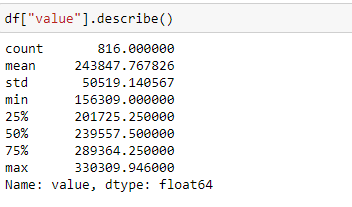 df["value"].describe()
count 816.000000
mean 243847.767826
std 50519.140567
min 156309.000000
25% 201725.250000
50% 239557.500000
75% 289364.250000
max 330309.946000
Name: value, dtype: float64